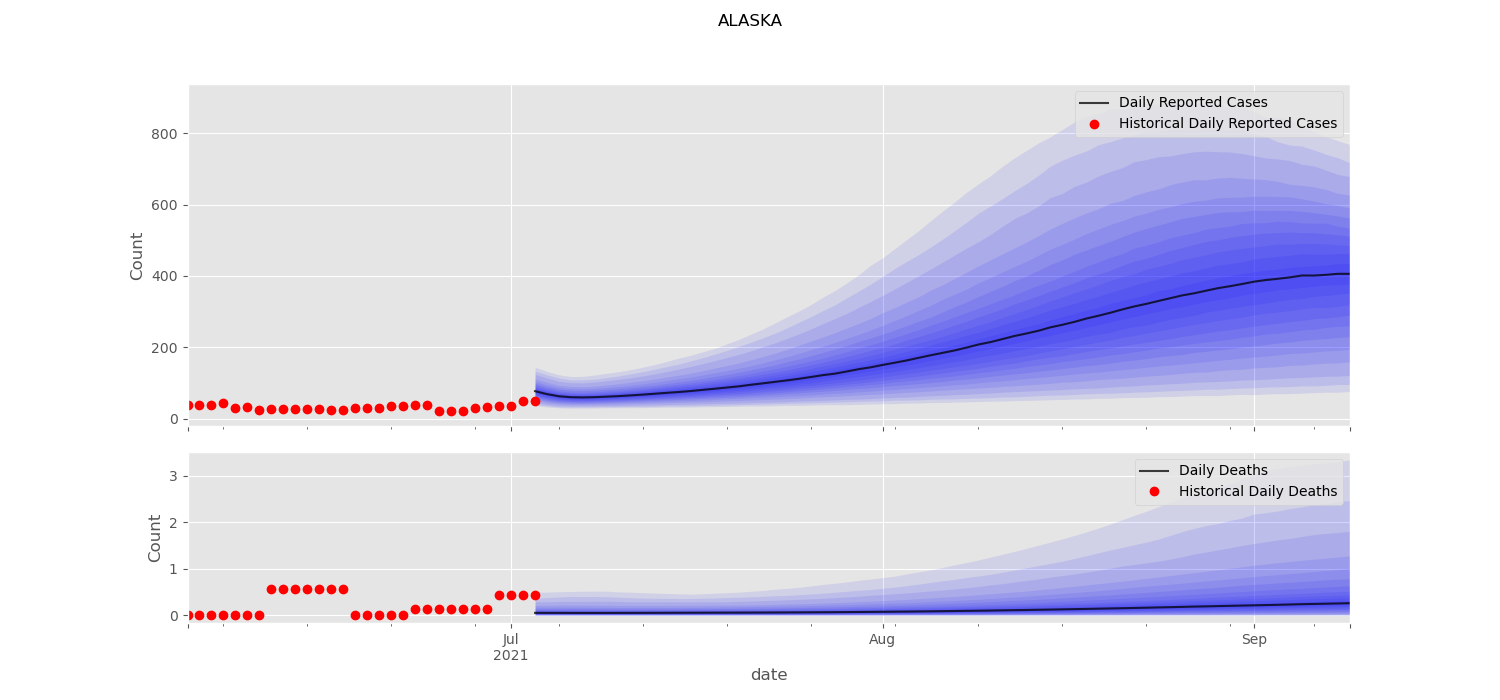 ALASKA
Daily Reported Cases
Historical Daily Reported Cases
800
600
400
200
0
Count
Daily Deaths
Historical Daily Deaths
3
2
1
0
Count
Jul
2021
Aug
Sep
date